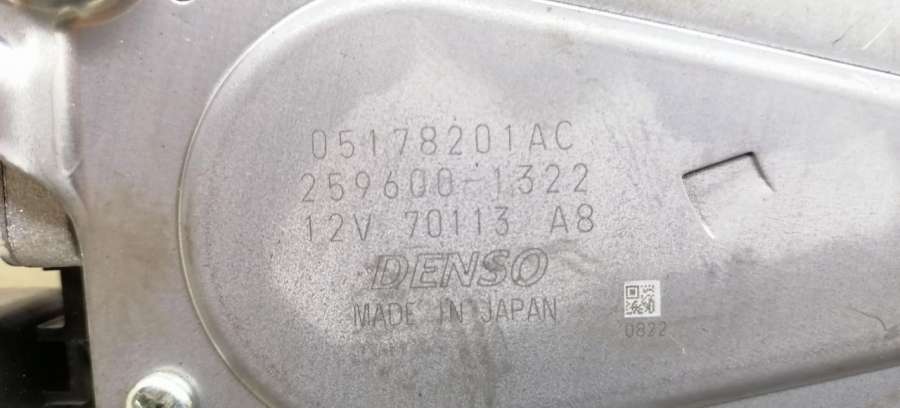 05178201AC
259600-1322
12V 70113 A8
DENSO
MADE IN JAPAN
0822